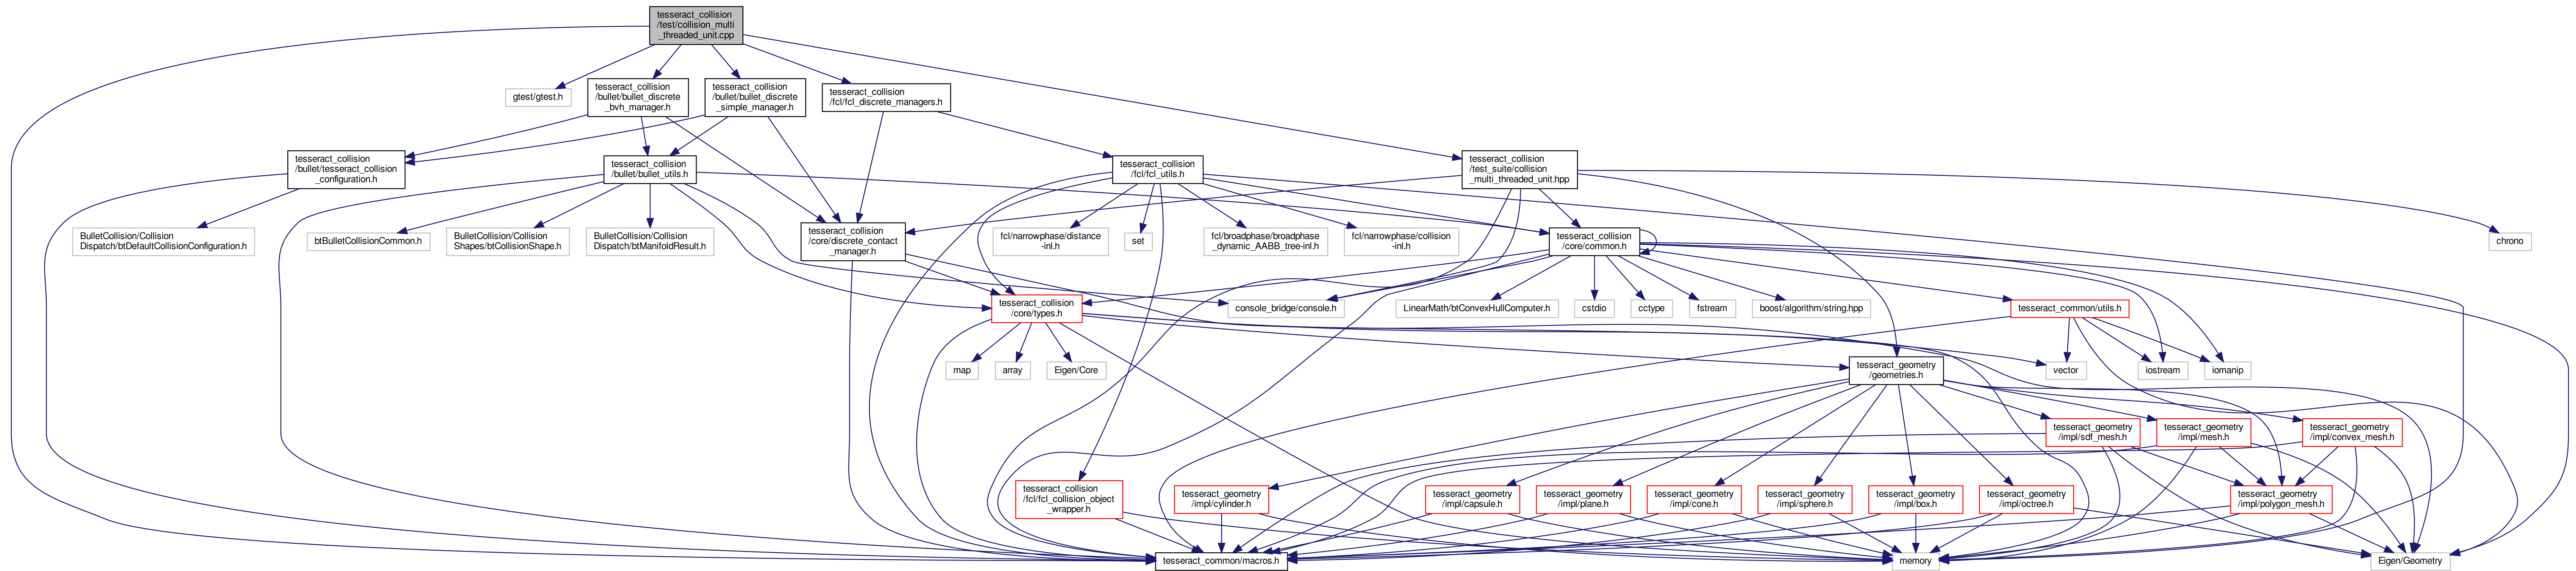 tesseract_collision
/test/collision_multi
_threaded_unit.cpp
gtest/gtest.h
tesseract_collision
/bullet/bullet_discrete
_bvh_manager.h
tesseract_collision
/bullet/bullet_discrete
_simple_manager.h
tesseract_collision
/fcl/fcl_discrete_managers.h
tesseract_collision
/bullet/tesseract_collision
_configuration.h
tesseract_collision
/bullet/bullet_utils.h
tesseract_collision
/fcl/fcl_utils.h
tesseract_collision
/test_suite/collision
_multi_threaded_unit.hpp
BulletCollision/Collision
Dispatch/btDefaultCollisionConfiguration.h
btBulletCollisionCommon.h
BulletCollision/Collision
Shapes/btCollisionShape.h
BulletCollision/Collision
Dispatch/btManifoldResult.h
tesseract_collision
/core/discrete_contact
_manager.h
fcl/narrowphase/distance
-inl.h
set
fcl/broadphase/broadphase
_dynamic_AABB_tree-inl.h
fcl/narrowphase/collision
-inl.h
tesseract_collision
/core/common.h
chrono
tesseract_collision
/core/types.h
console_bridge/console.h
LinearMath/btConvexHullComputer.h
cstdio
cctype
fstream
boost/algorithm/string.hpp
tesseract_common/utils.h
map
array
Eigen/Core
tesseract_geometry
/geometries.h
vector
iostream
iomanip
tesseract_geometry
/impl/sdf_mesh.h
tesseract_geometry
/impl/mesh.h
tesseract_geometry
/impl/convex_mesh.h
tesseract_collision
/fcl/fcl_collision_object
_wrapper.h
tesseract_geometry
/impl/cylinder.h
tesseract_geometry
/impl/capsule.h
tesseract_geometry
/impl/plane.h
tesseract_geometry
/impl/cone.h
tesseract_geometry
/impl/sphere.h
tesseract_geometry
/impl/box.h
tesseract_geometry
/impl/octree.h
tesseract_geometry
/impl/polygon_mesh.h
tesseract_common/macros.h
memory
Eigen/Geometry